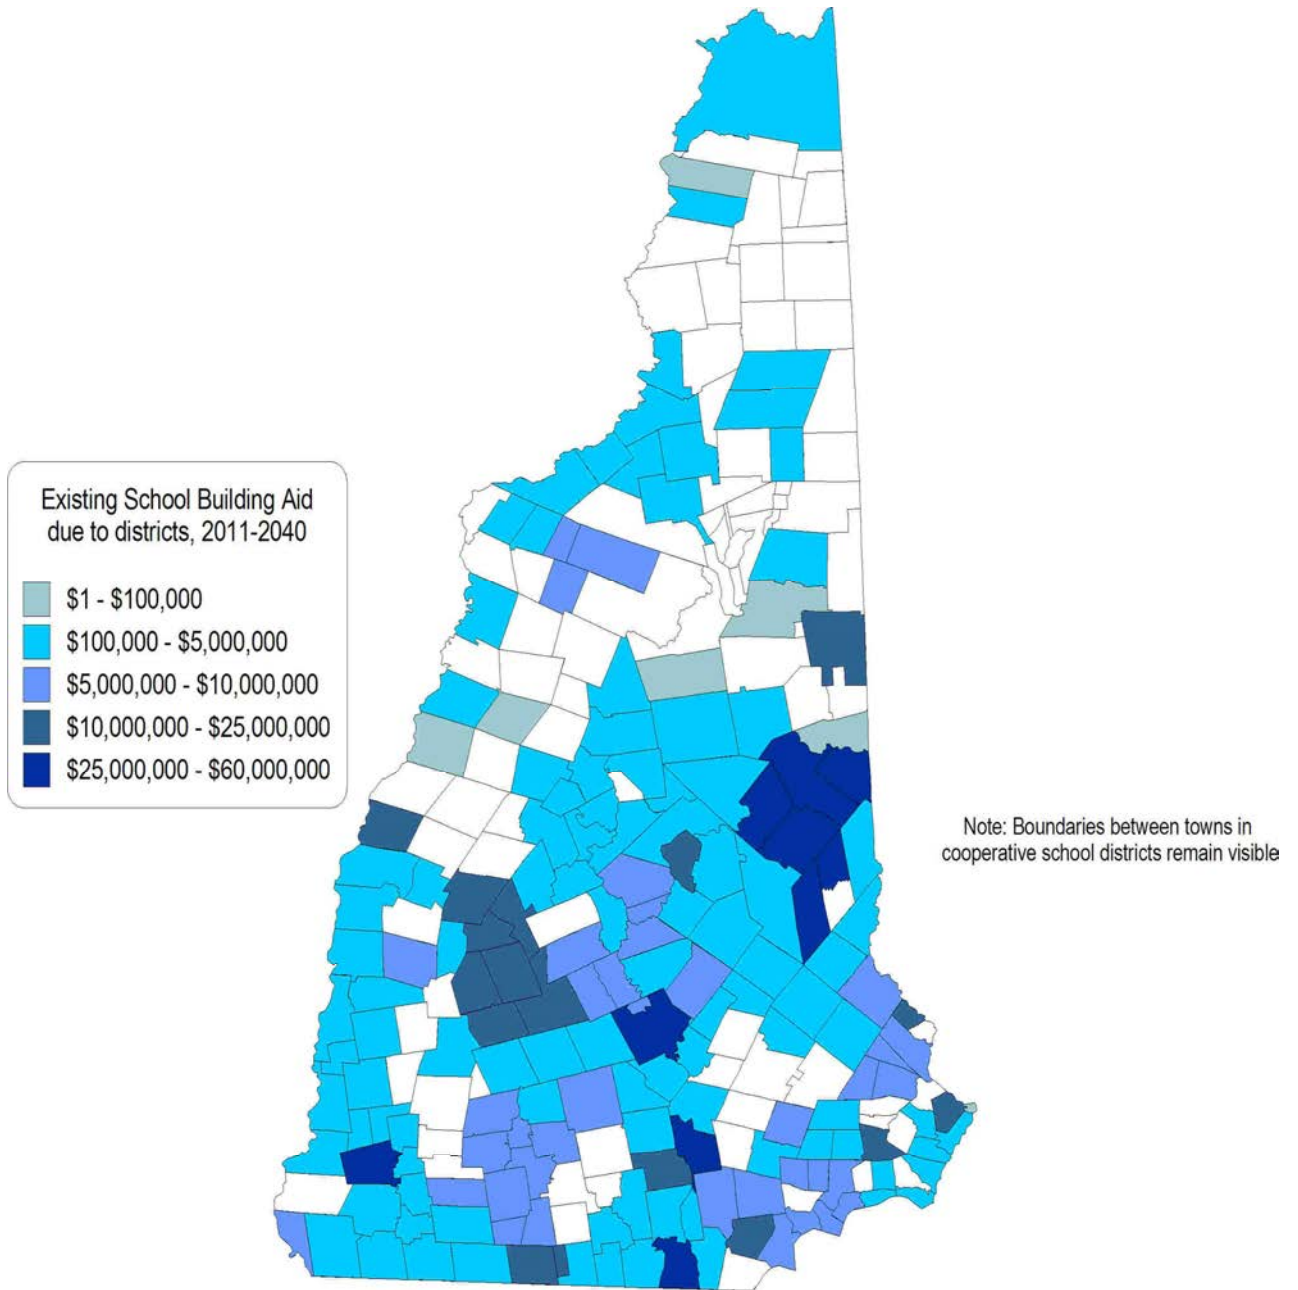 Existing School Building Aid
due to districts, 2011-2040
$1 - $100,000
$100,000 - $5,000,000
$5,000,000 - $10,000,000
$10,000,000 - $25,000,000
$25,000,000 - $60,000,000
Note: Boundaries between towns in
cooperative school districts remain visible